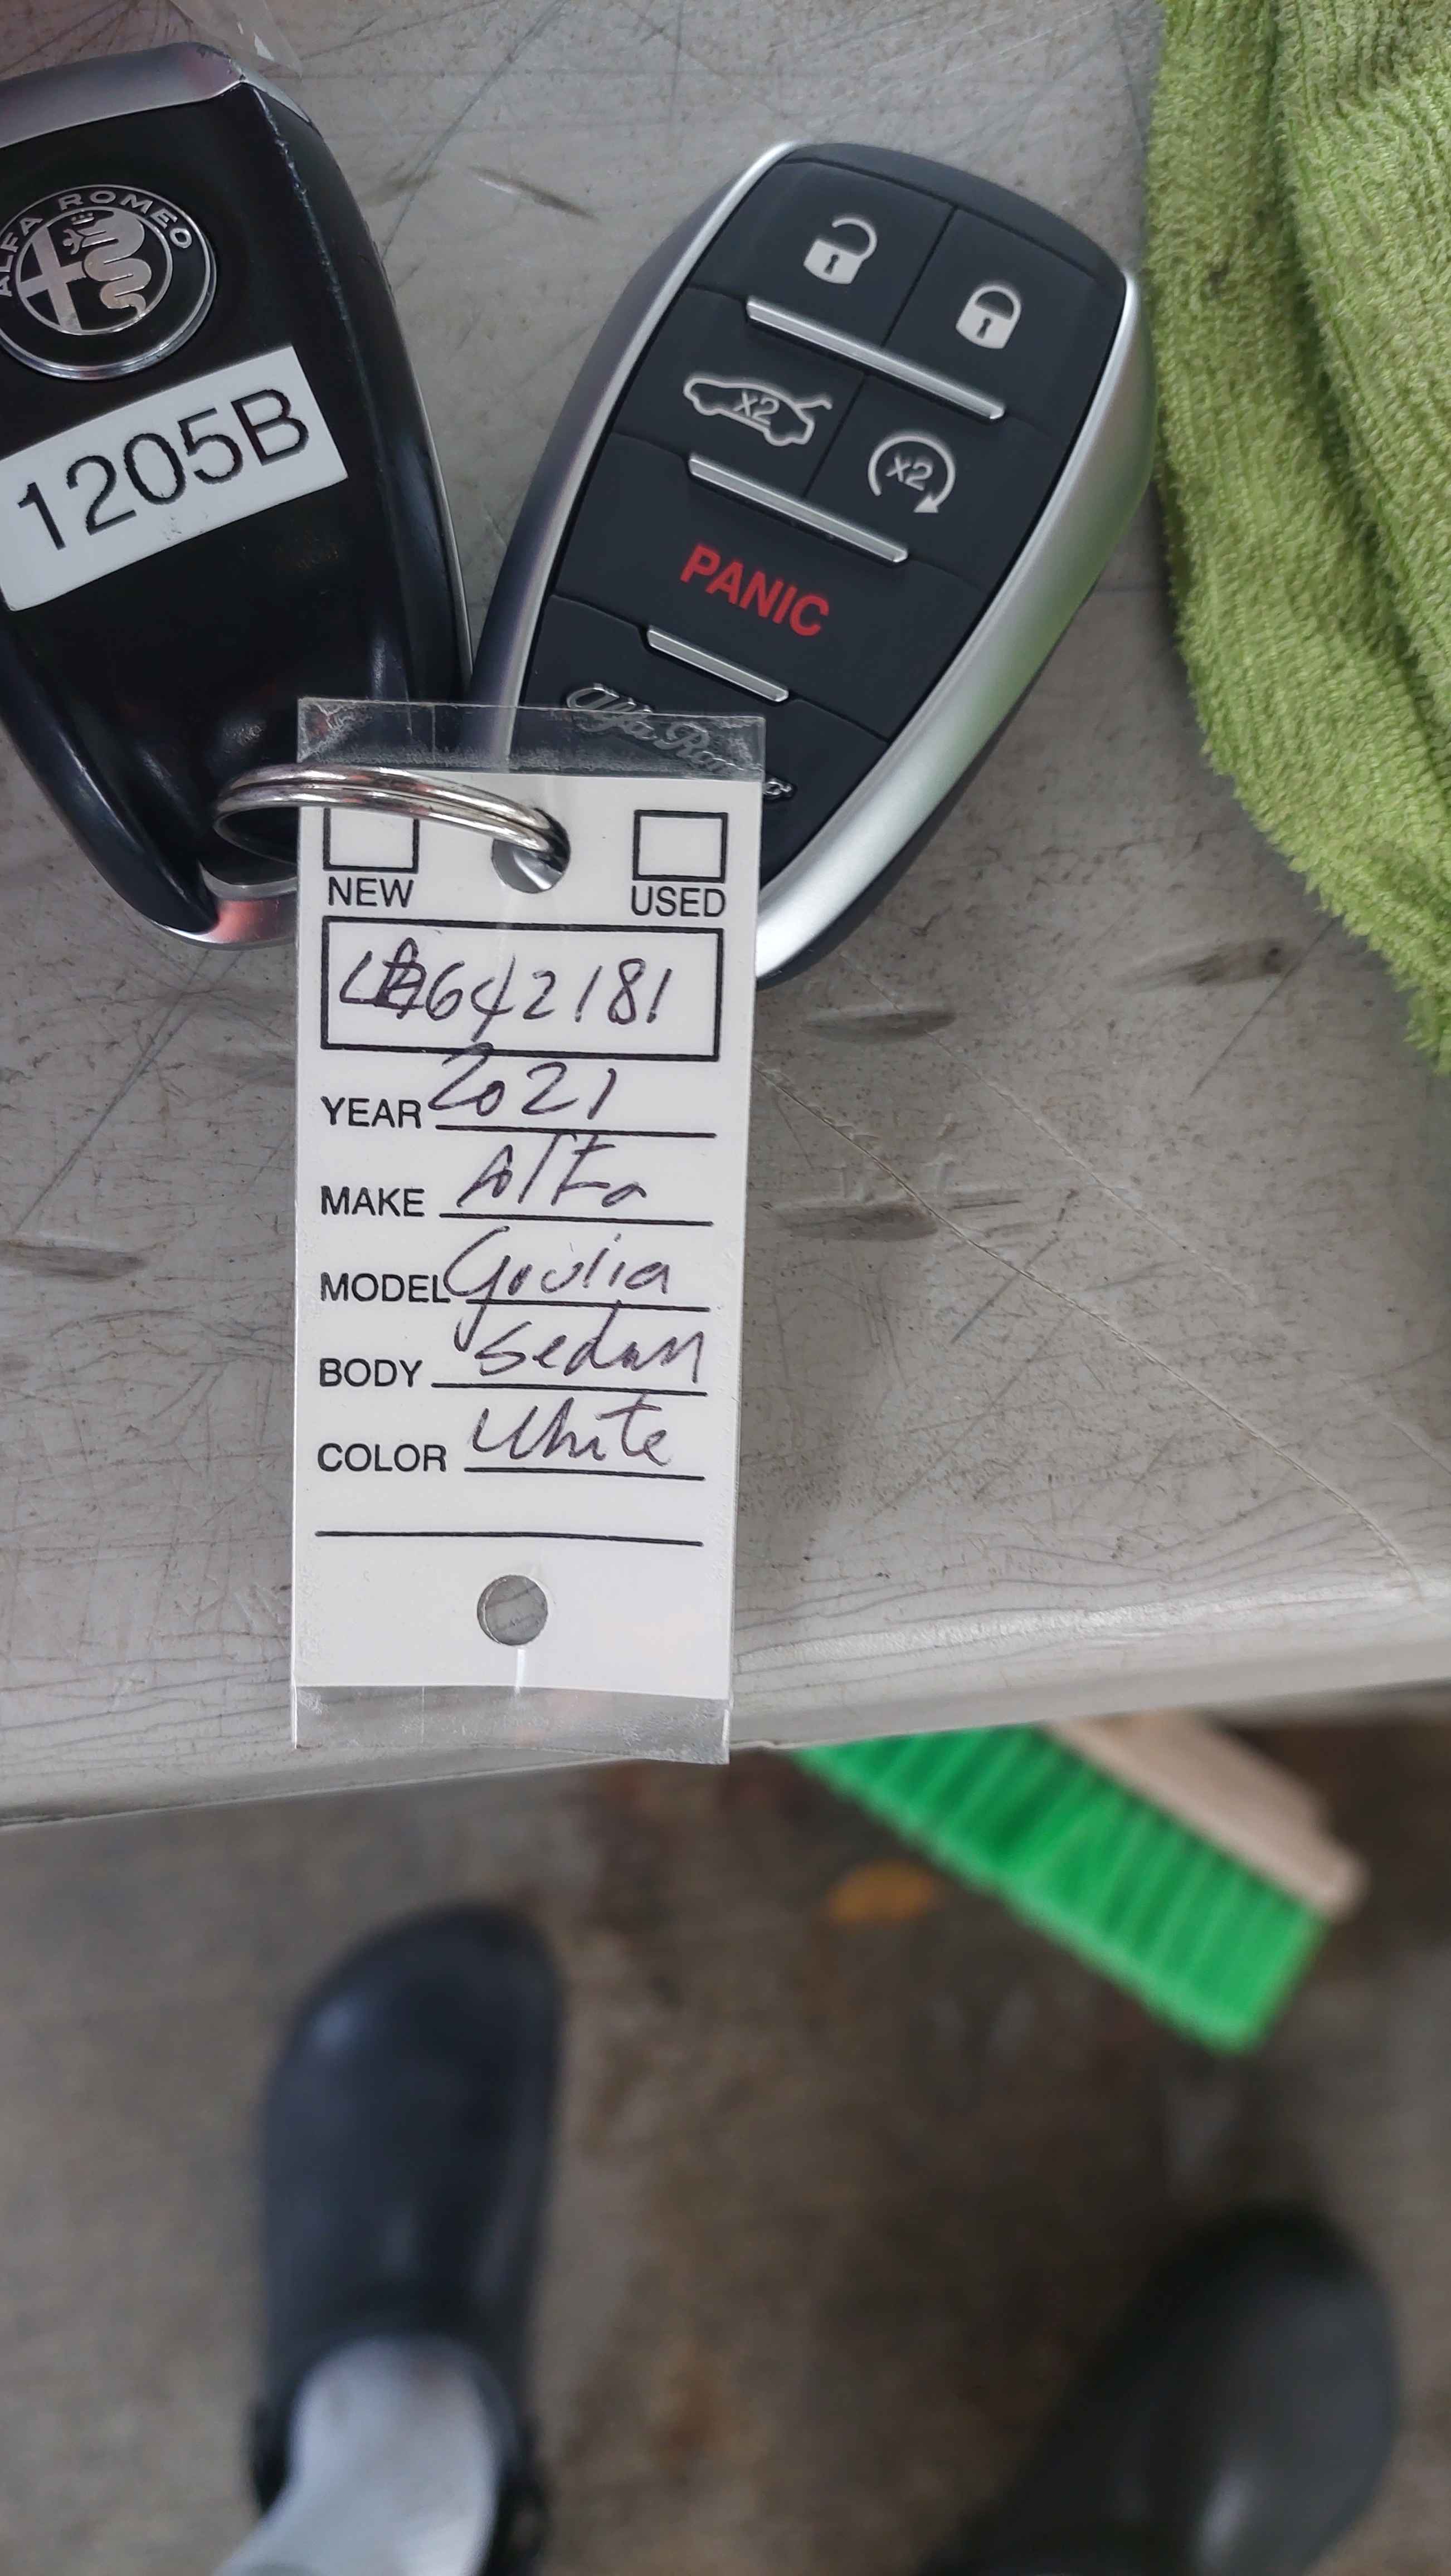 ALFA ROMEO
1205B
x2
x2
PANIC
Alfa Romeo
NEW USED
642181
YEAR 2021
MAKE Alfa
MODEL Goulia
BODY Sedan
COLOR White